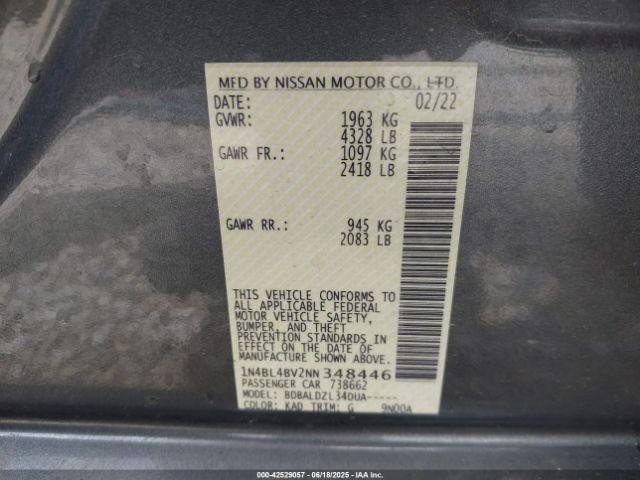 MFD BY NISSAN MOTOR CO., LTD.
DATE: 02/22
GVWR: 1963 KG
4328 LB
GAWR FR.: 1097 KG
2418 LB
GAWR RR.: 945 KG
2083 LB
THIS VEHICLE CONFORMS TO
ALL APPLICABLE FEDERAL
MOTOR VEHICLE SAFETY,
BUMPER, AND THEFT
PREVENTION STANDARDS IN
EFFECT ON THE DATE OF
MANUFACTURE SHOWN ABOVE.
1N4BL4BV2NN348446
PASSENGER CAR 738662
MODEL: BDBALDZL34DUA-----
COLOR: KAD TRIM: G 9N00A
000-42529057 - 06/18/2025 - Copyright IAA, Inc.